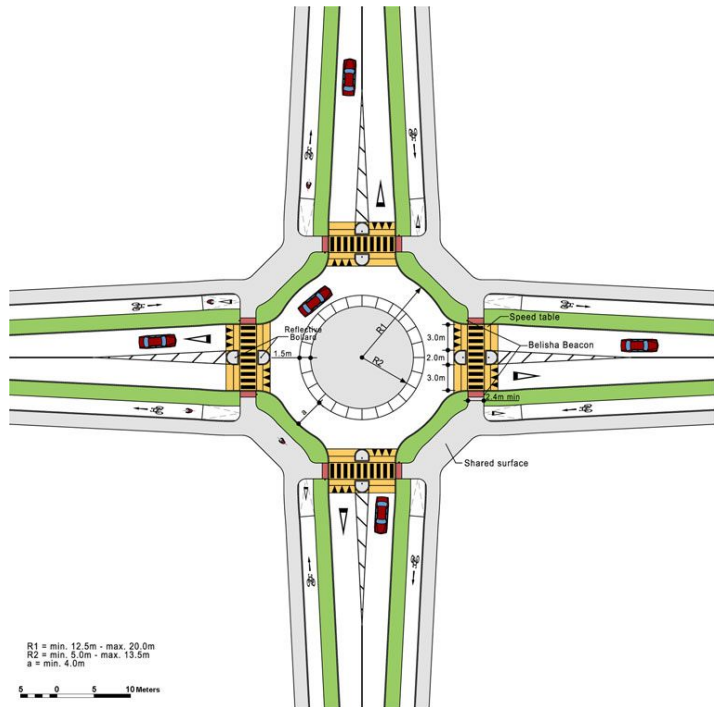 R1
Speed table
Reflective
Bollard
3.0m
1.5m
2.0m
Belisha Beacon
R2
3.0m
2.4m min
a
Shared surface
R1 = min. 12.5m - max. 20.0m
R2 = min. 5.0m - max. 13.5m
a = min. 4.0m
5 0 5 10 Meters